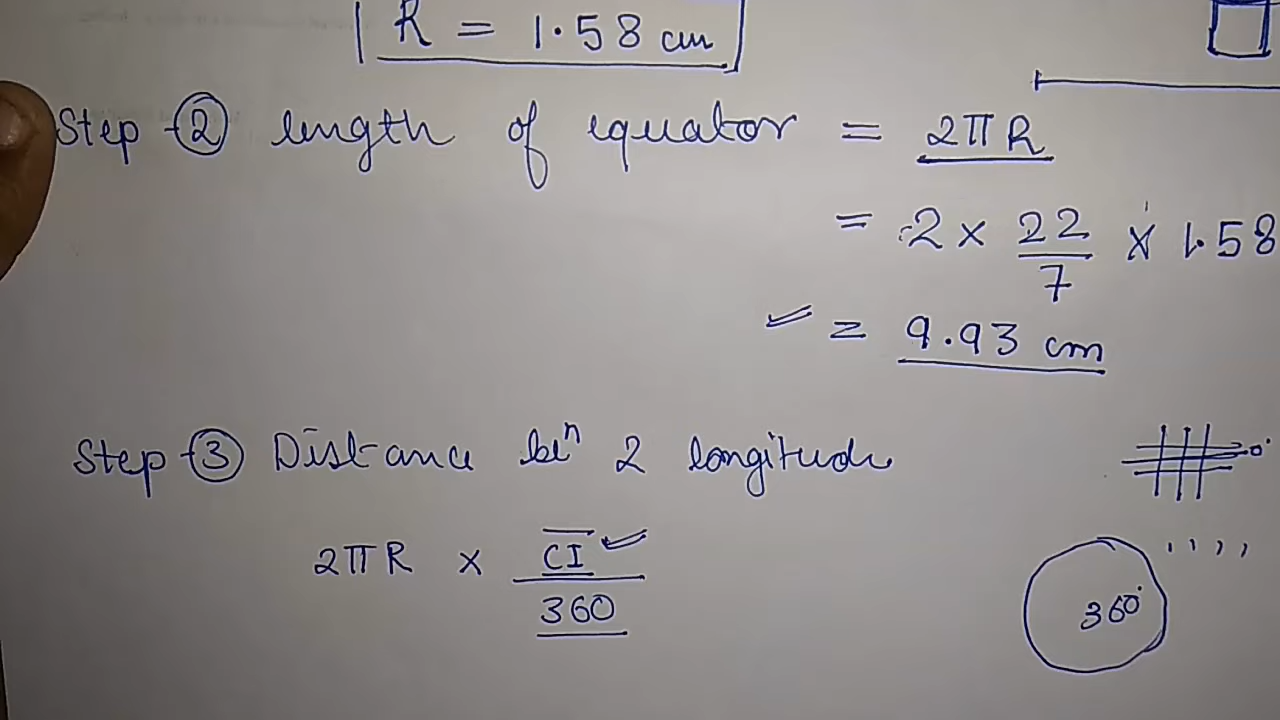 R = 1.58 cm
Step-② length of equator = 2πR
= 2 × 22/7 × 1.58
= 9.93 cm
Step-③ Distance betⁿ 2 longitude
0°
2πR × CI/360
360°